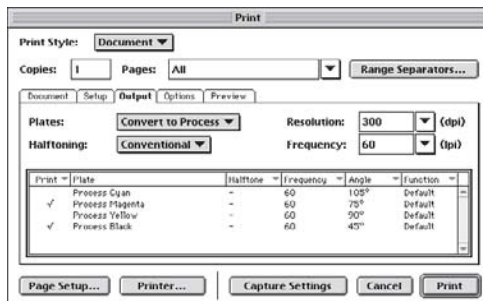 Print
Print Style: Document
Copies: 1 Pages: All Range Separators...
Document Setup Output Options Preview
Plates: Convert to Process Resolution: 300 (dpi)
Halftoning: Conventional Frequency: 60 (lpi)
Print Plate Halftone Frequency Angle Function
Process Cyan - 60 105° Default
√ Process Magenta - 60 75° Default
Process Yellow - 60 90° Default
√ Process Black - 60 45° Default
Page Setup... Printer... Capture Settings Cancel Print